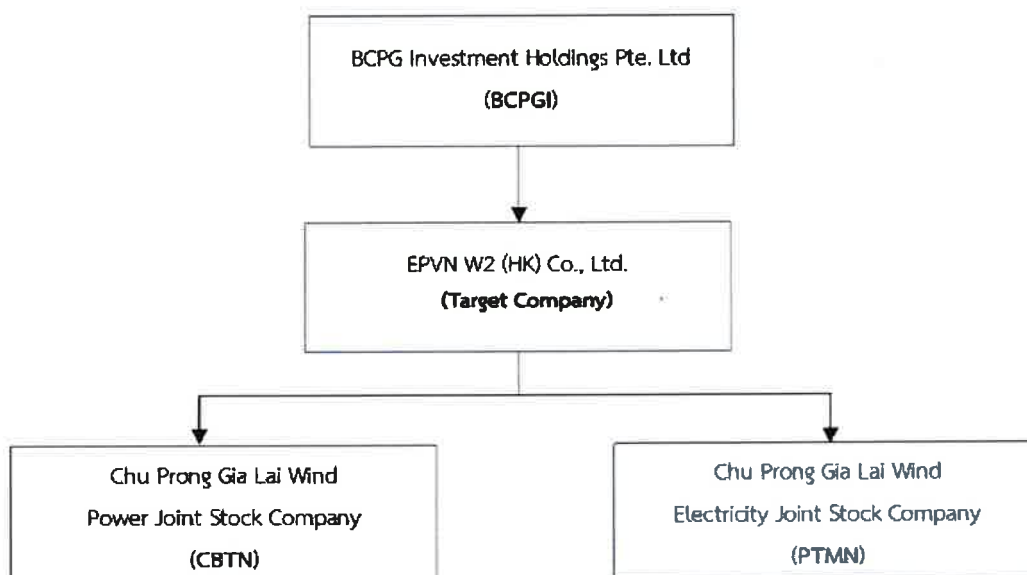 BCPG Investment Holdings Pte. Ltd
(BCPGI)
EPVN W2 (HK) Co., Ltd.
(Target Company)
Chu Prong Gia Lai Wind
Power Joint Stock Company
(CBTN)
Chu Prong Gia Lai Wind
Electricity Joint Stock Company
(PTMN)